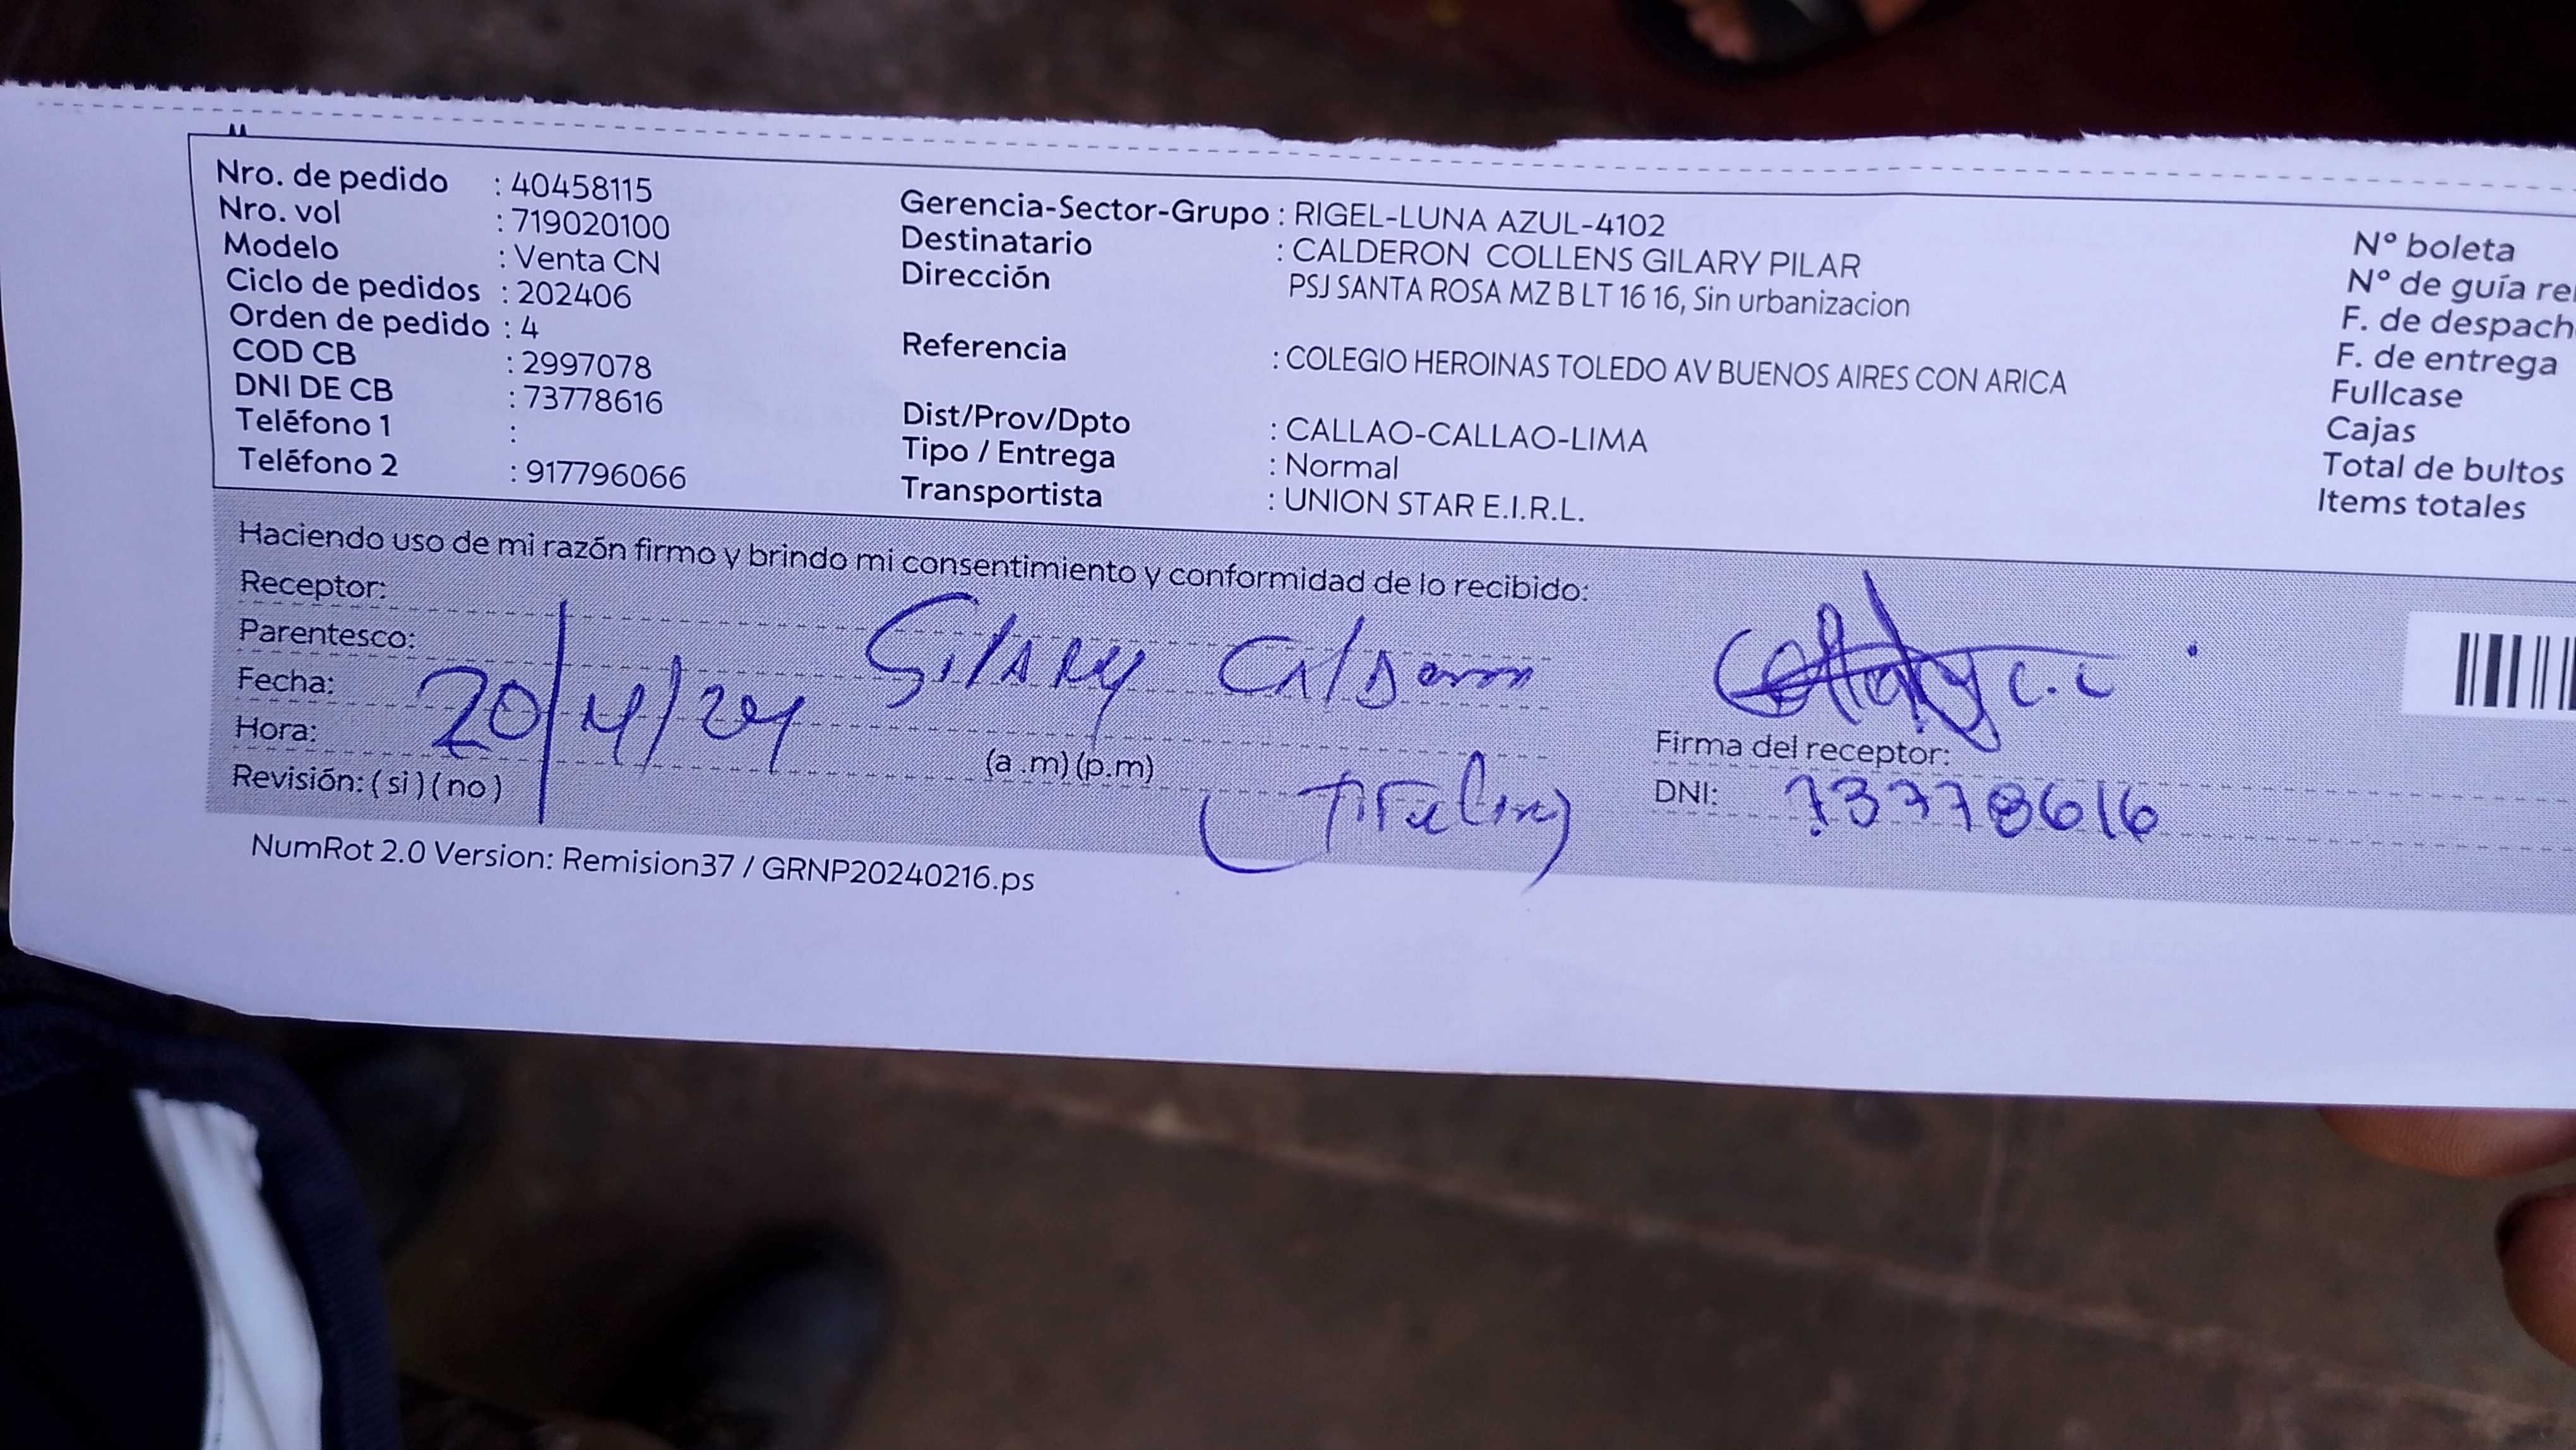 Nro. de pedido : 40458115
Nro. vol : 719020100
Modelo : Venta CN
Ciclo de pedidos : 202406
Orden de pedido : 4
COD CB : 2997078
DNI DE CB : 73778616
Teléfono 1 :
Teléfono 2 : 917796066
Gerencia-Sector-Grupo : RIGEL-LUNA AZUL-4102
Destinatario : CALDERON COLLENS GILARY PILAR
Dirección PSJ SANTA ROSA MZ B LT 16 16, Sin urbanizacion
Referencia : COLEGIO HEROINAS TOLEDO AV BUENOS AIRES CON ARICA
Dist/Prov/Dpto : CALLAO-CALLAO-LIMA
Tipo / Entrega : Normal
Transportista : UNION STAR E.I.R.L.
N° boleta
N° de guía
F. de despach
F. de entrega
Fullcase
Cajas
Total de bultos
Items totales
Haciendo uso de mi razón firmo y brindo mi consentimiento y conformidad de lo recibido:
Receptor:
Parentesco: Gilary
Fecha: 20/4/24
Hora: (a .m) (p.m)
Revisión: ( si ) ( no )
Firma del receptor:
DNI: 73778616
NumRot 2.0 Version: Remision37 / GRNP20240216.ps